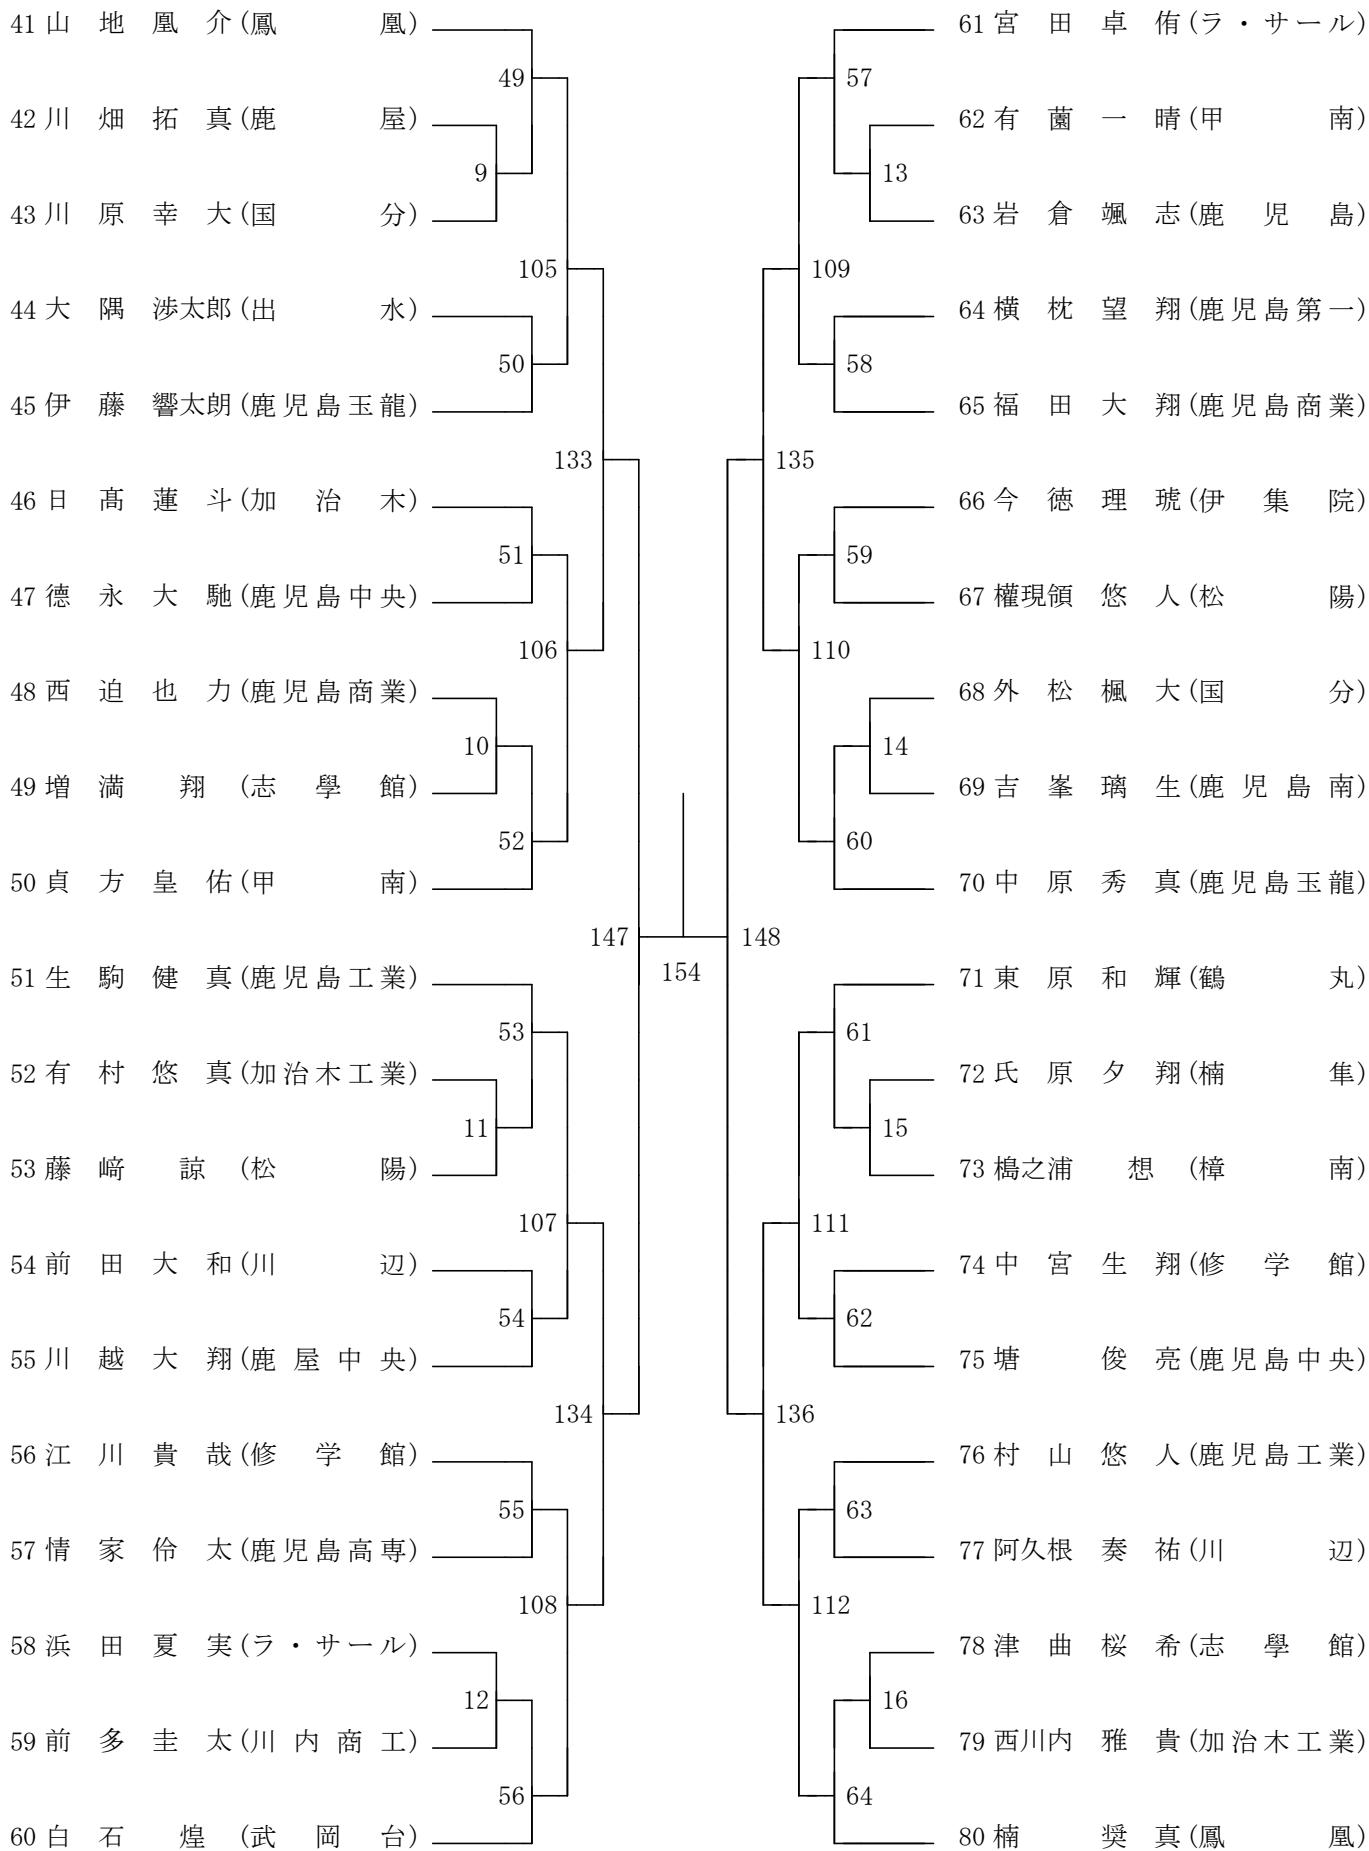 41 山 地 凰 介 (鳳 凰)
49
42 川 畑 拓 真 (鹿 屋)
9
43 川 原 幸 大 (国 分)
105
44 大 隅 渉太郎 (出 水)
50
45 伊 藤 響太朗 (鹿児島玉龍)
133
46 日 髙 蓮 斗 (加 治 木)
51
47 德 永 大 馳 (鹿児島中央)
106
48 西 迫 也 力 (鹿児島商業)
10
49 増 満 翔 (志 學 館)
52
50 貞 方 皇 佑 (甲 南)
147
51 生 駒 健 真 (鹿児島工業)
53
52 有 村 悠 真 (加治木工業)
11
53 藤 﨑 諒 (松 陽)
107
54 前 田 大 和 (川 辺)
54
55 川 越 大 翔 (鹿 屋 中 央)
134
56 江 川 貴 哉 (修 学 館)
55
57 情 家 伶 太 (鹿児島高専)
108
58 浜 田 夏 実 (ラ・サール)
12
59 前 多 圭 太 (川 内 商 工)
56
60 白 石 煌 (武 岡 台)
154
61 宮 田 卓 侑 (ラ・サール)
57
62 有 薗 一 晴 (甲 南)
13
63 岩 倉 颯 志 (鹿 児 島)
109
64 横 枕 望 翔 (鹿児島第一)
58
65 福 田 大 翔 (鹿児島商業)
135
66 今 徳 理 琥 (伊 集 院)
59
67 權現領 悠 人 (松 陽)
110
68 外 松 楓 大 (国 分)
14
69 吉 峯 璃 生 (鹿 児 島 南)
60
70 中 原 秀 真 (鹿児島玉龍)
148
71 東 原 和 輝 (鶴 丸)
61
72 氏 原 夕 翔 (楠 隼)
15
73 樢之浦 想 (樟 南)
111
74 中 宮 生 翔 (修 学 館)
62
75 塘 俊 亮 (鹿児島中央)
136
76 村 山 悠 人 (鹿児島工業)
63
77 阿久根 奏 祐 (川 辺)
112
78 津 曲 桜 希 (志 學 館)
16
79 西川内 雅 貴 (加治木工業)
64
80 楠 奨 真 (鳳 凰)